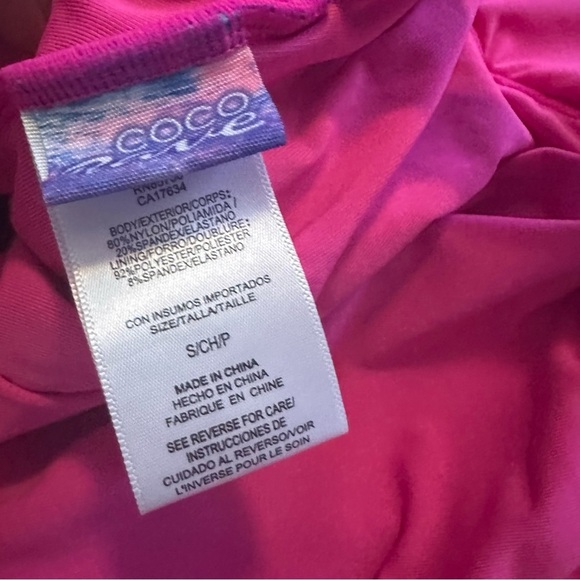 COCO
CA17634
BODY/EXTERIOR/CORPS:
80%NYLON/POLIAMIDA/
20%SPANDEX/ELASTANO
LINING/FORRO/DOUBLURE:
92%POLYESTER/POLIESTER
8%SPANDEX/ELASTANO
CON INSUMOS IMPORTADOS
SIZE/TALLA/TAILLE
S/CH/P
MADE IN CHINA
HECHO EN CHINA
FABRIQUE EN CHINE
SEE REVERSE FOR CARE/
INSTRUCCIONES DE
CUIDADO AL REVERSO/VOIR
L'INVERSE POUR LE SOIN